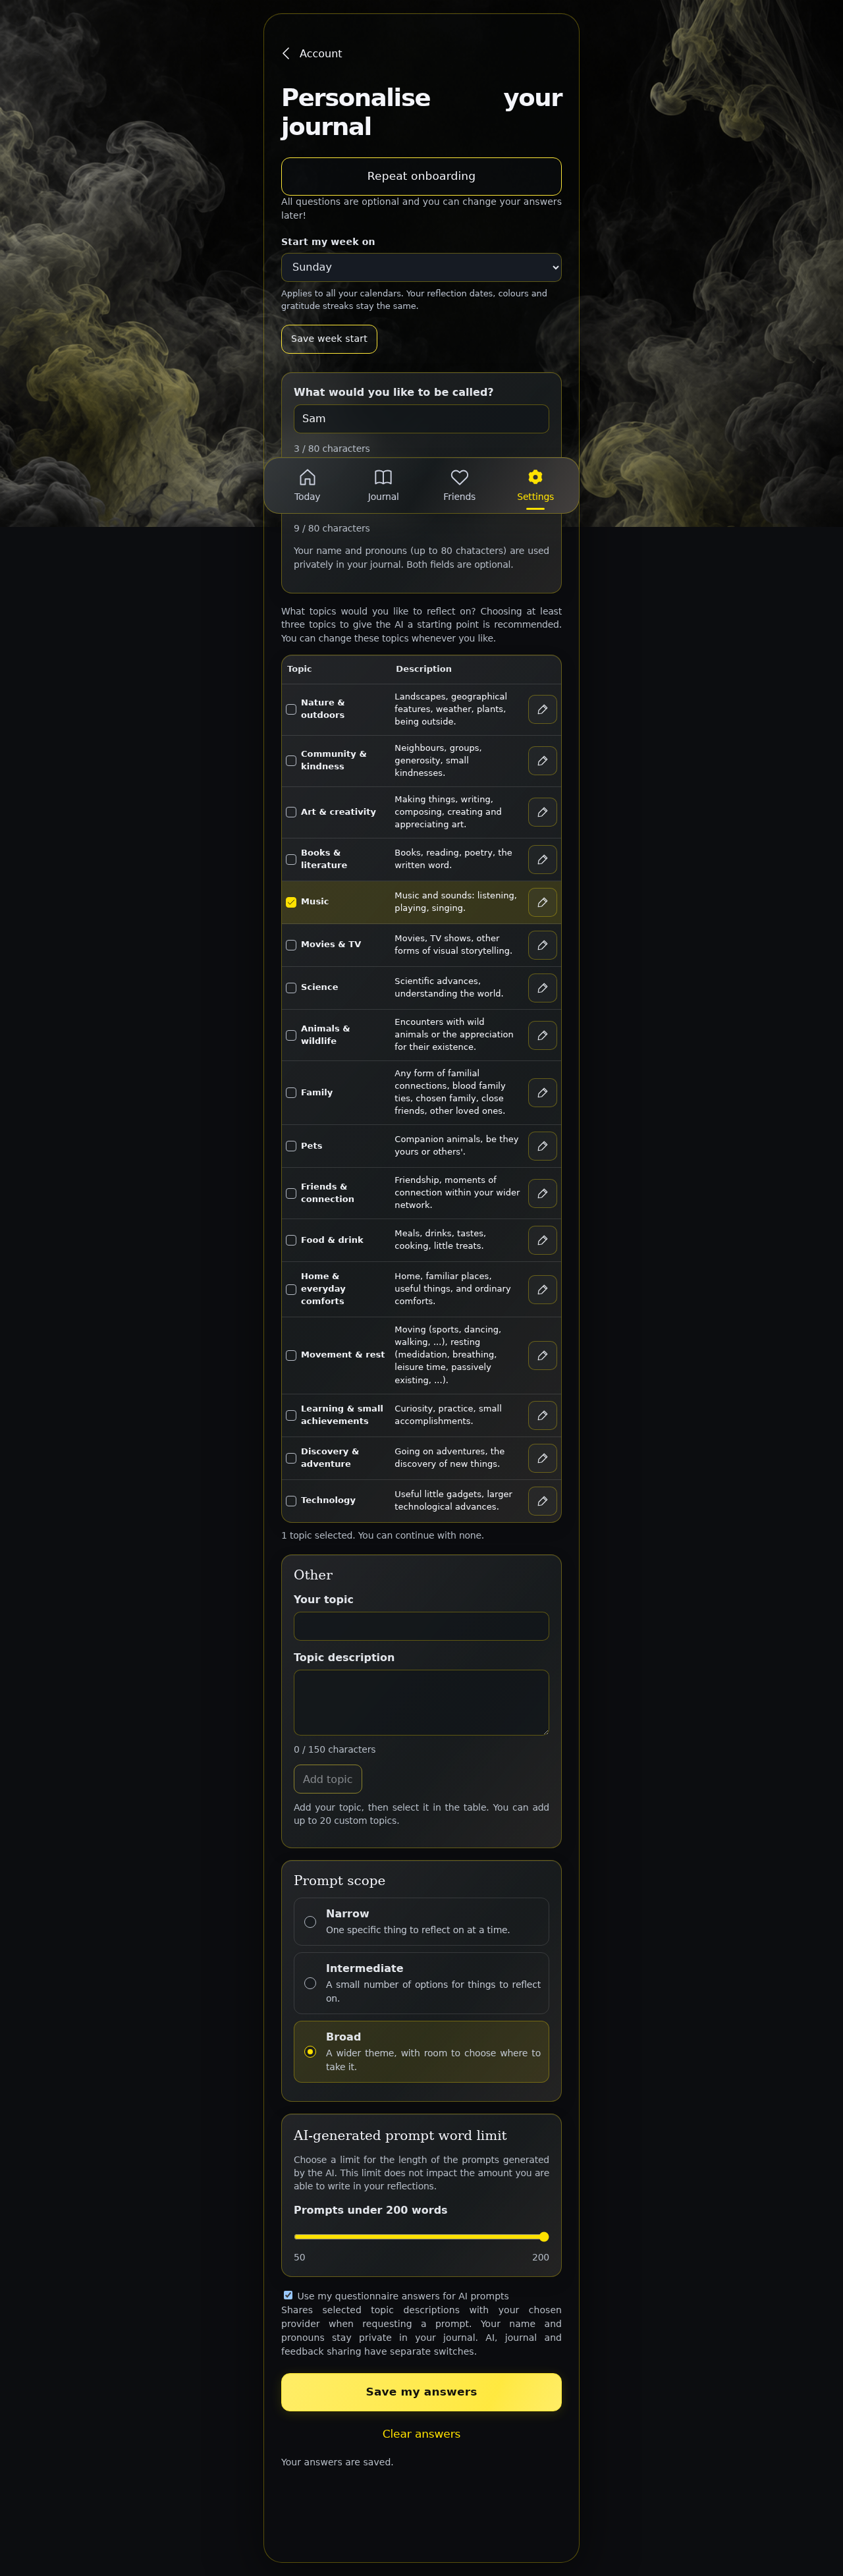 Account
Personalise your
journal
Repeat onboarding
All questions are optional and you can change your answers
later!
Start my week on
Sunday
Applies to all your calendars. Your reflection dates, colours and
gratitude streaks stay the same.
Save week start
What would you like to be called?
Sam
3 / 80 characters
Today
Journal
Friends
Settings
9 / 80 characters
Your name and pronouns (up to 80 chatacters) are used
privately in your journal. Both fields are optional.
What topics would you like to reflect on? Choosing at least
three topics to give the AI a starting point is recommended.
You can change these topics whenever you like.
Topic
Description
Nature &
outdoors
Landscapes, geographical
features, weather, plants,
being outside.
Community &
kindness
Neighbours, groups,
generosity, small
kindnesses.
Art & creativity
Making things, writing,
composing, creating and
appreciating art.
Books &
literature
Books, reading, poetry, the
written word.
Music
Music and sounds: listening,
playing, singing.
Movies & TV
Movies, TV shows, other
forms of visual storytelling.
Science
Scientific advances,
understanding the world.
Animals &
wildlife
Encounters with wild
animals or the appreciation
for their existence.
Family
Any form of familial
connections, blood family
ties, chosen family, close
friends, other loved ones.
Pets
Companion animals, be they
yours or others'.
Friends &
connection
Friendship, moments of
connection within your wider
network.
Food & drink
Meals, drinks, tastes,
cooking, little treats.
Home &
everyday
comforts
Home, familiar places,
useful things, and ordinary
comforts.
Movement & rest
Moving (sports, dancing,
walking, ...), resting
(medidation, breathing,
leisure time, passively
existing, ...).
Learning & small
achievements
Curiosity, practice, small
accomplishments.
Discovery &
adventure
Going on adventures, the
discovery of new things.
Technology
Useful little gadgets, larger
technological advances.
1 topic selected. You can continue with none.
Other
Your topic
Topic description
0 / 150 characters
Add topic
Add your topic, then select it in the table. You can add
up to 20 custom topics.
Prompt scope
Narrow
One specific thing to reflect on at a time.
Intermediate
A small number of options for things to reflect
on.
Broad
A wider theme, with room to choose where to
take it.
AI-generated prompt word limit
Choose a limit for the length of the prompts generated
by the AI. This limit does not impact the amount you are
able to write in your reflections.
Prompts under 200 words
50
200
Use my questionnaire answers for AI prompts
Shares selected topic descriptions with your chosen
provider when requesting a prompt. Your name and
pronouns stay private in your journal. AI, journal and
feedback sharing have separate switches.
Save my answers
Clear answers
Your answers are saved.